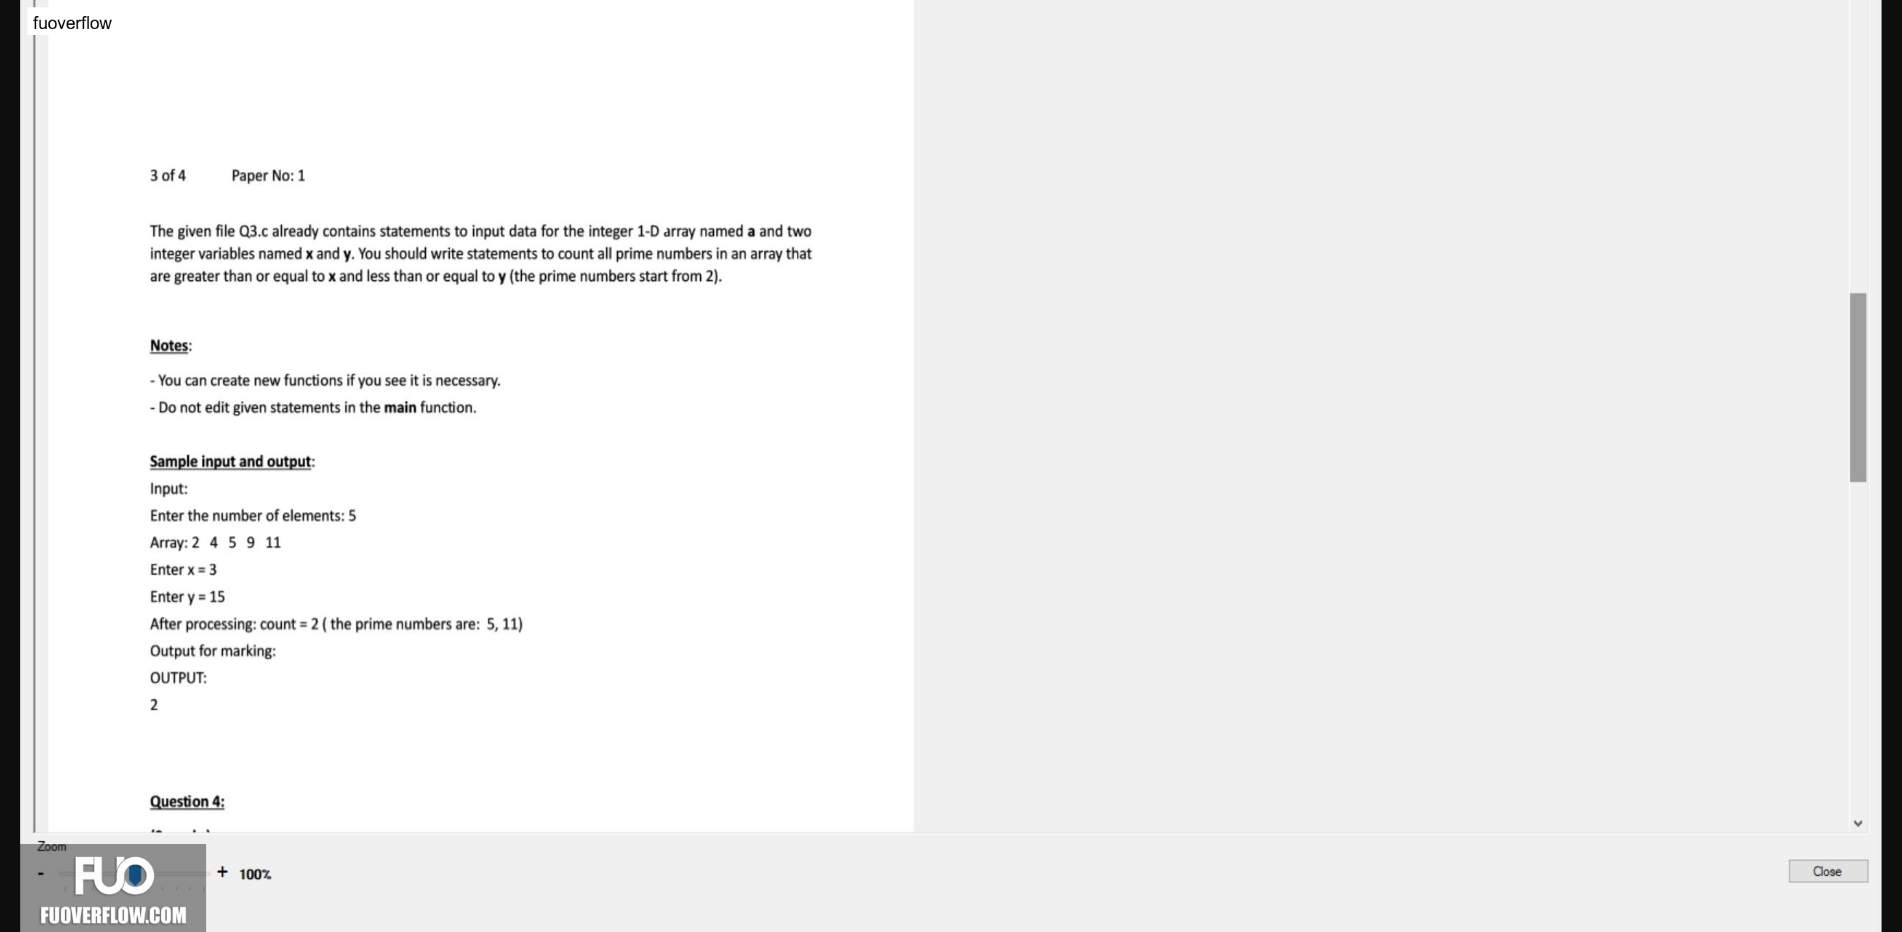 fuoverflow
3 of 4 Paper No: 1
The given file Q3.c already contains statements to input data for the integer 1-D array named a and two
integer variables named x and y. You should write statements to count all prime numbers in an array that
are greater than or equal to x and less than or equal to y (the prime numbers start from 2).
Notes:
- You can create new functions if you see it is necessary.
- Do not edit given statements in the main function.
Sample input and output:
Input:
Enter the number of elements: 5
Array: 2 4 5 9 11
Enter x = 3
Enter y = 15
After processing: count = 2 ( the prime numbers are: 5, 11)
Output for marking:
OUTPUT:
2
Question 4:
Zoom
- + 100%
Close
FUO
FUOVERFLOW.COM